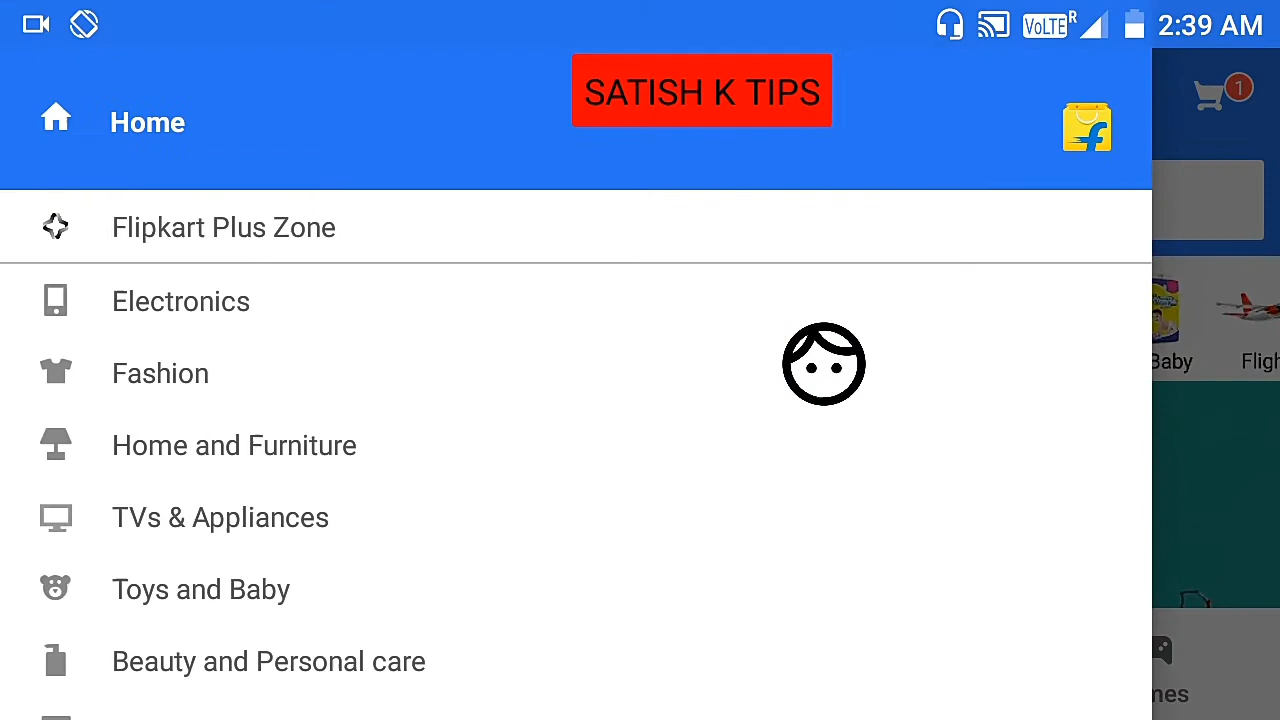 VoLTE R 2:39 AM
SATISH K TIPS
Home
1
Flipkart Plus Zone
Electronics
Fashion
Baby
Home and Furniture
TVs & Appliances
Toys and Baby
Beauty and Personal care